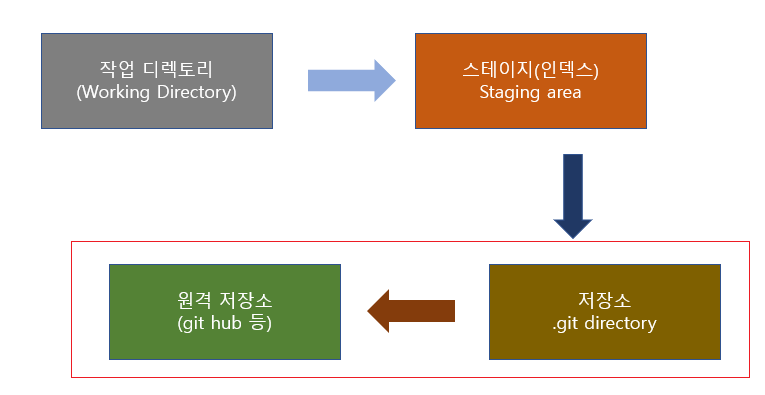 작업 디렉토리
(Working Directory)
스테이지(인덱스)
Staging area
원격 저장소
(git hub 등)
저장소
.git directory